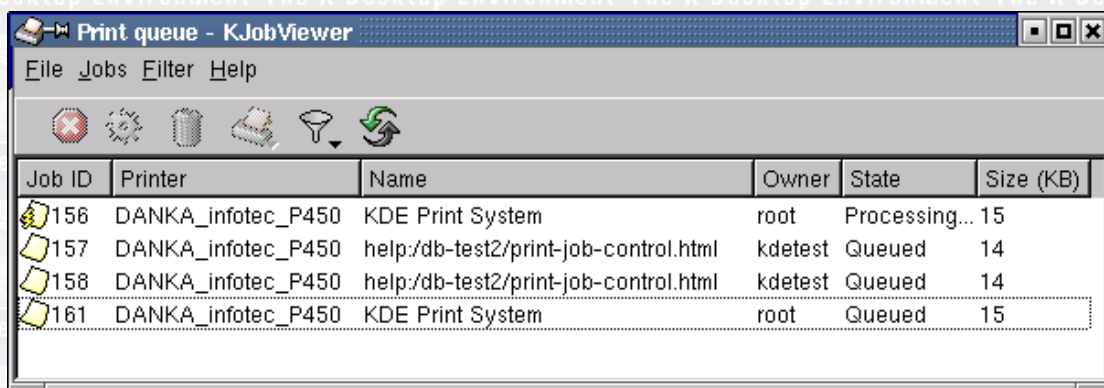 Print queue - KJobViewer
File Jobs Filter Help
Job ID Printer Name Owner State Size (KB)
156 DANKA_infotec_P450 KDE Print System root Processing... 15
157 DANKA_infotec_P450 help:/db-test2/print-job-control.html kdetest Queued 14
158 DANKA_infotec_P450 help:/db-test2/print-job-control.html kdetest Queued 14
161 DANKA_infotec_P450 KDE Print System root Queued 15